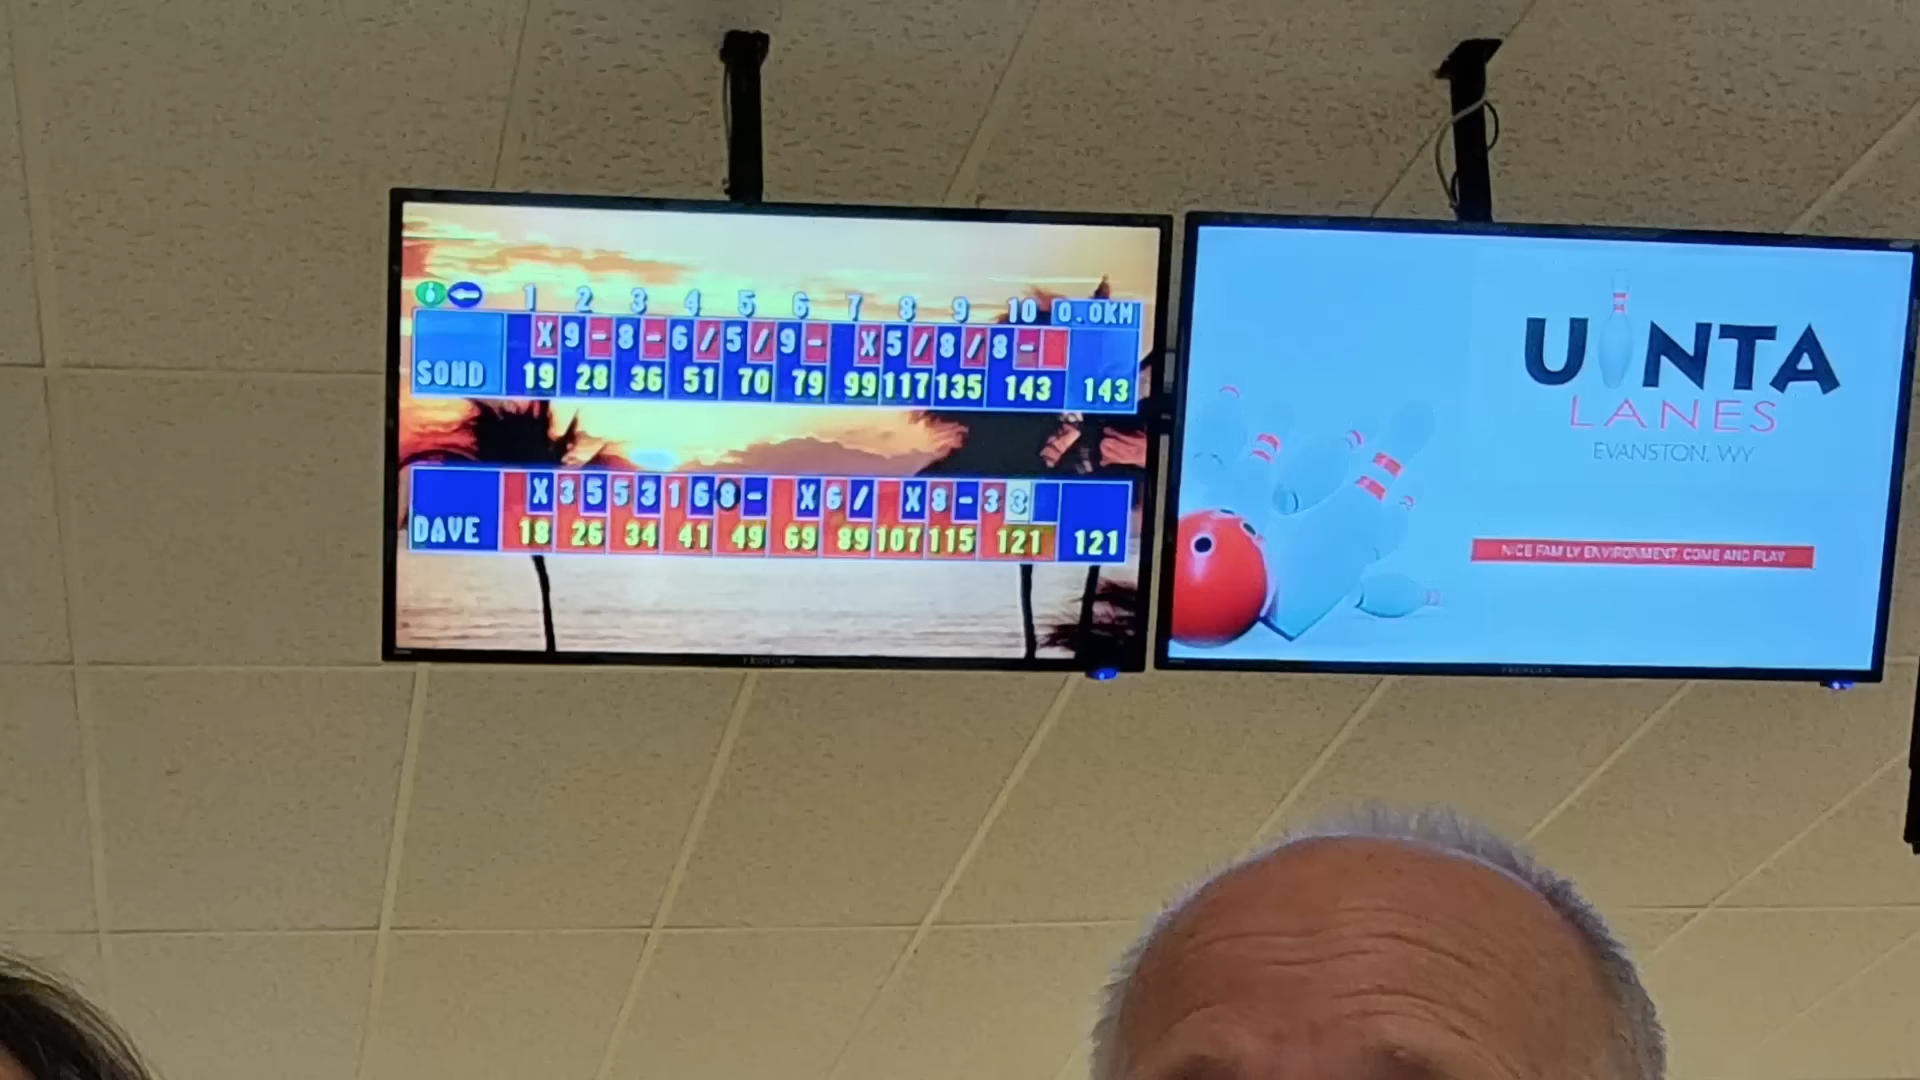 1 2 3 4 5 6 7 8 9 10 0.0KM
X 9 - 8 - 6 / 5 / 9 - X 5 / 8 / 8 -
SOND 19 28 36 51 70 79 99 117 135 143 143
X 3 5 5 3 1 6 8 - X 6 / X 8 - 3 3
DAVE 18 26 34 41 49 69 89 107 115 121 121
UINTA
LANES
EVANSTON, WY
NICE FAMILY ENVIRONMENT, COME AND PLAY